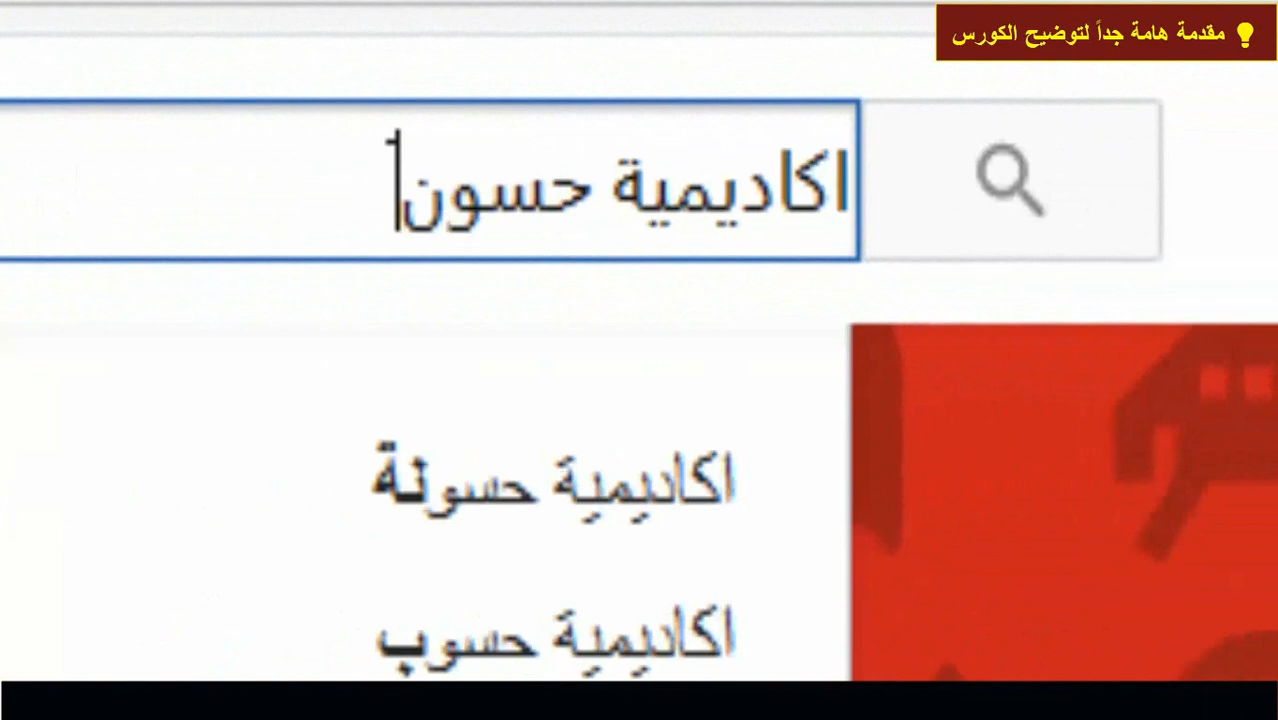 مقدمة هامة جداً لتوضيح الكورس
اكاديمية حسون
اكاديمية حسونة
اكاديمية حسوب